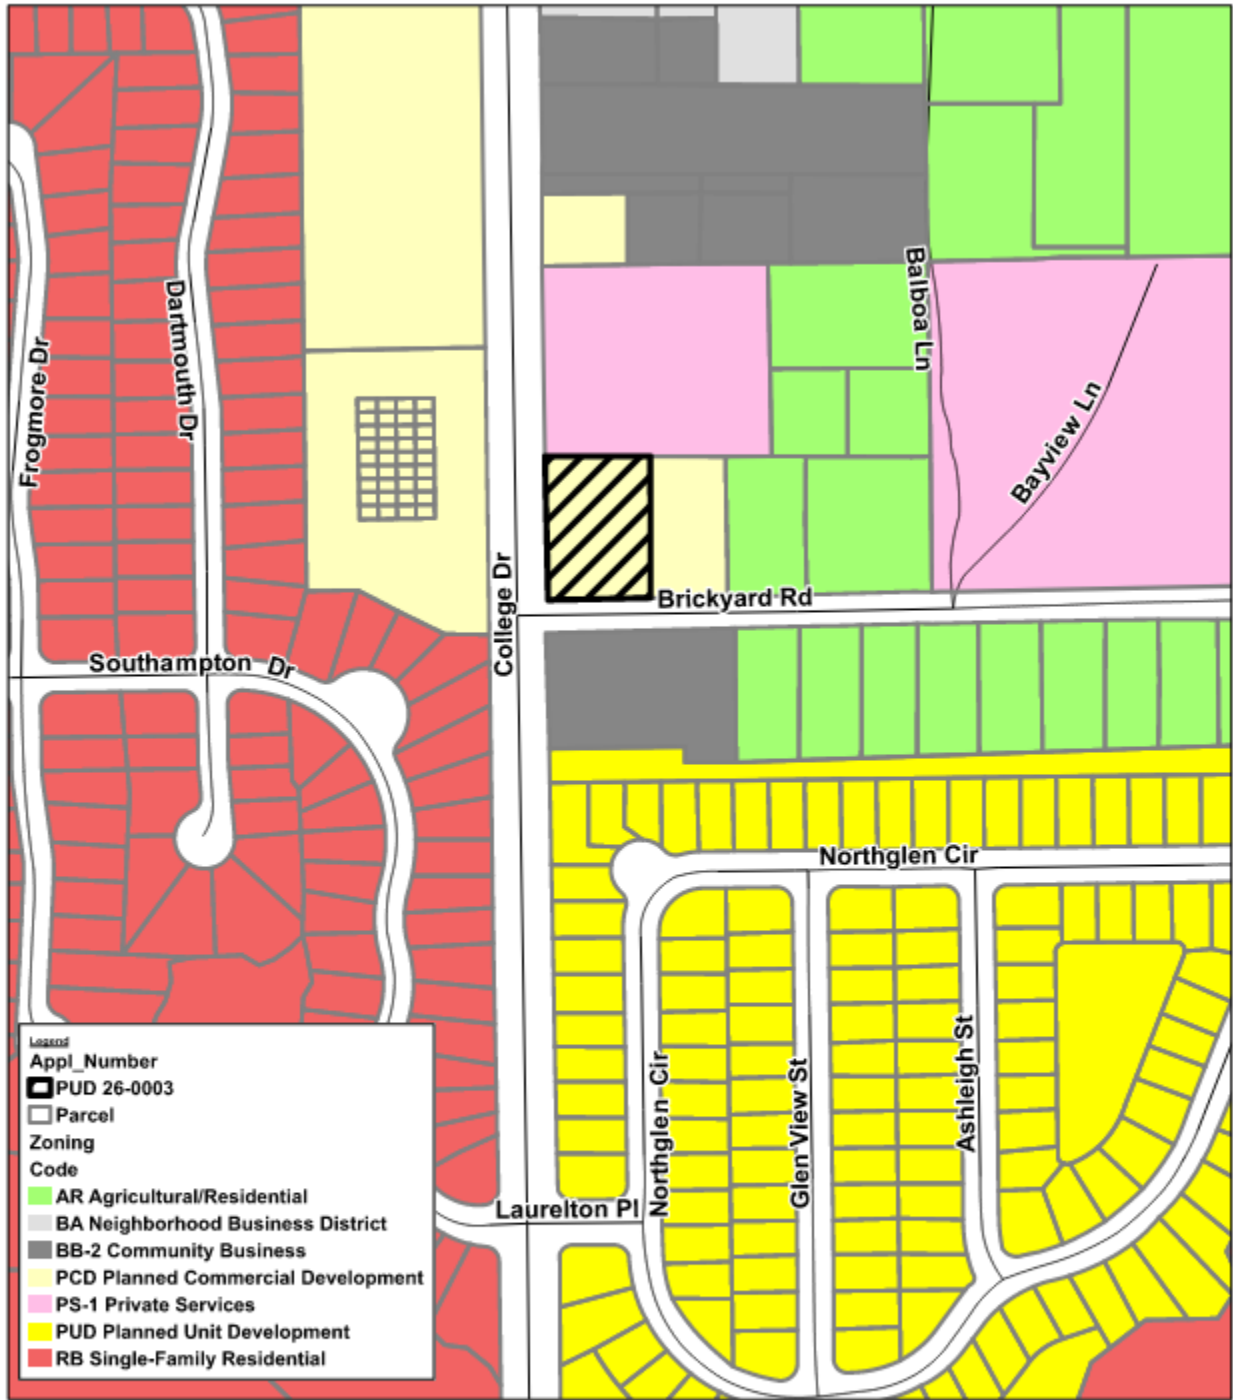 Balboa Ln
Dartmouth Dr
Frogmore Dr
Bayview Ln
College Dr
Brickyard Rd
Southampton Dr
Northglen Cir
Northglen Cir
Glen View St
Ashleigh St
Laurelton Pl
Legend
Appl_Number
PUD 26-0003
Parcel
Zoning
Code
AR Agricultural/Residential
BA Neighborhood Business District
BB-2 Community Business
PCD Planned Commercial Development
PS-1 Private Services
PUD Planned Unit Development
RB Single-Family Residential